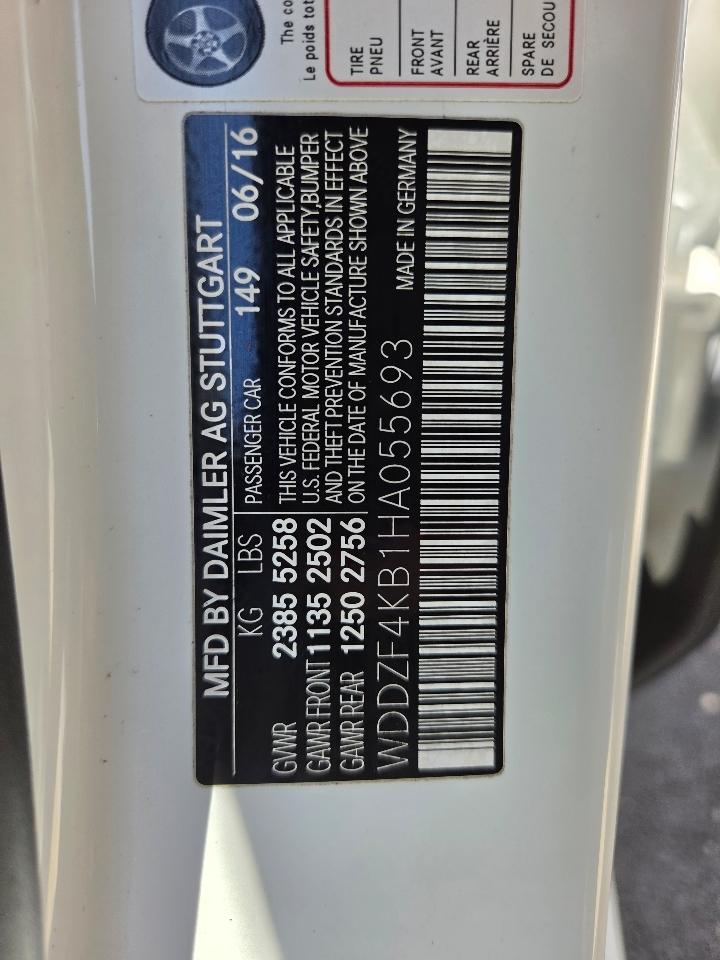 MFD BY DAIMLER AG STUTTGART
KG LBS PASSENGER CAR 149 06/16
GVWR 2385 5258 THIS VEHICLE CONFORMS TO ALL APPLICABLE
U.S. FEDERAL MOTOR VEHICLE SAFETY,BUMPER
GAWR FRONT 1135 2502 AND THEFT PREVENTION STANDARDS IN EFFECT
GAWR REAR 1250 2756 ON THE DATE OF MANUFACTURE SHOWN ABOVE
WDDZF4KB1HA055693 MADE IN GERMANY
The co
Le poids tot
TIRE
PNEU
FRONT
AVANT
REAR
ARRIÈRE
SPARE
DE SECOU